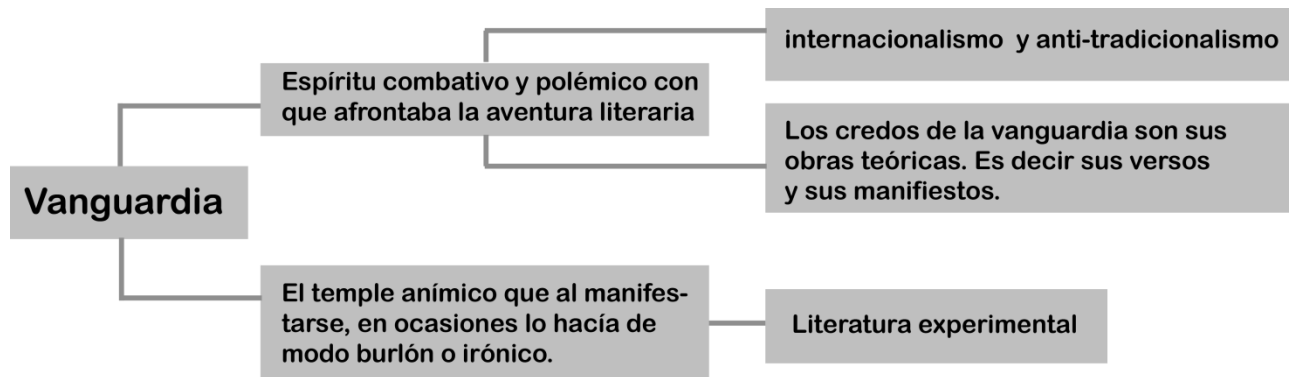 internacionalismo y anti-tradicionalismo
Espíritu combativo y polémico con
que afrontaba la aventura literaria
Los credos de la vanguardia son sus
obras teóricas. Es decir sus versos
y sus manifiestos.
Vanguardia
El temple anímico que al manifes-
tarse, en ocasiones lo hacía de
modo burlón o irónico.
Literatura experimental